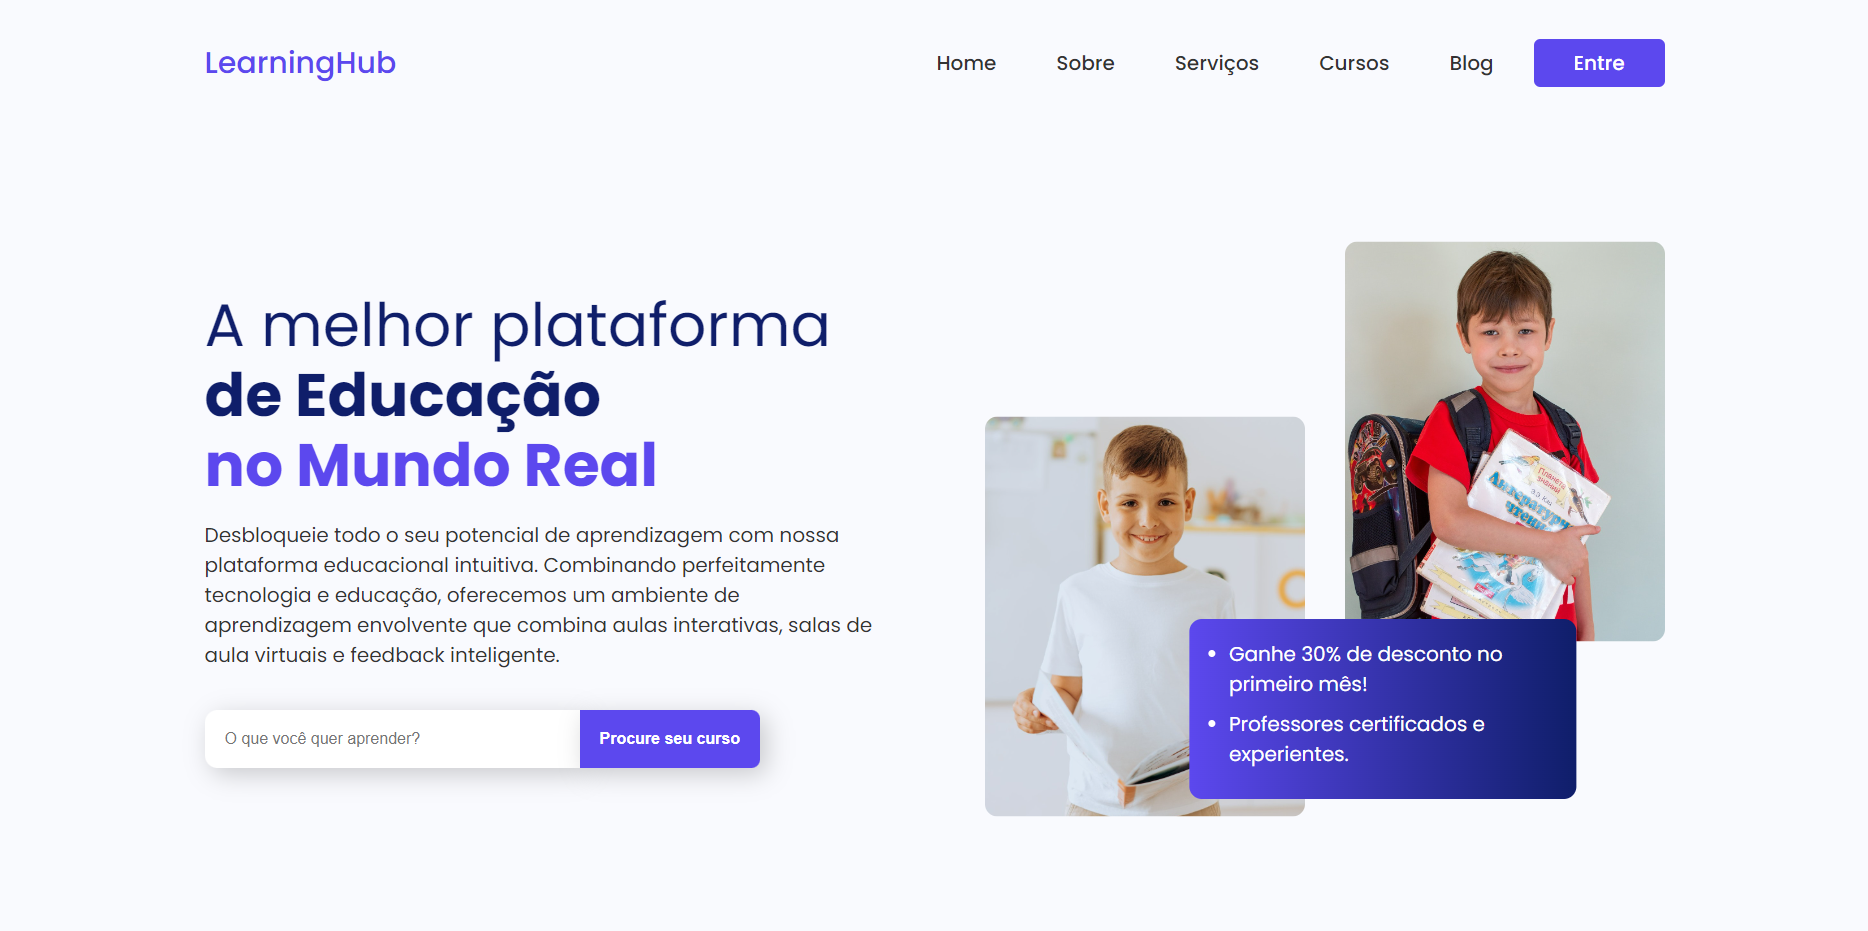 LearningHub
Home
Sobre
Serviços
Cursos
Blog
Entre
A melhor plataforma
de Educação
no Mundo Real
Desbloqueie todo o seu potencial de aprendizagem com nossa
plataforma educacional intuitiva. Combinando perfeitamente
tecnologia e educação, oferecemos um ambiente de
aprendizagem envolvente que combina aulas interativas, salas de
aula virtuais e feedback inteligente.
O que você quer aprender?
Procure seu curso
Планета
знаний
Ganhe 30% de desconto no
primeiro mês!
Professores certificados e
experientes.